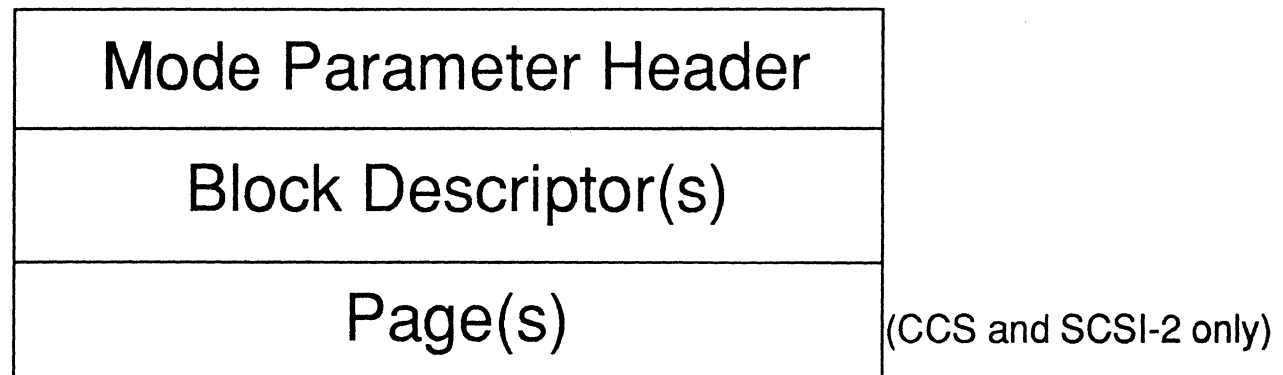 Mode Parameter Header
Block Descriptor(s)
Page(s)
(CCS and SCSI-2 only)